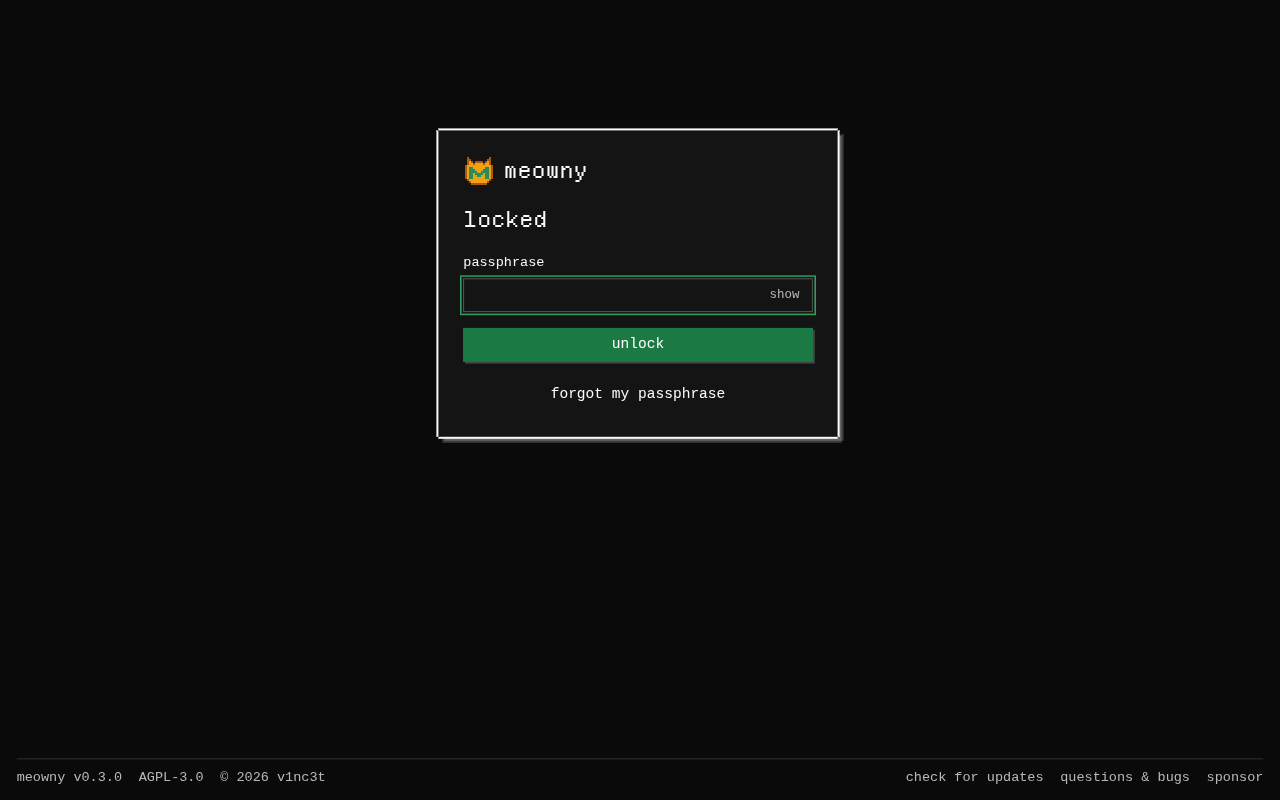 meowny
locked
passphrase
show
unlock
forgot my passphrase
meowny v0.3.0 AGPL-3.0 © 2026 v1nc3t check for updates questions & bugs sponsor